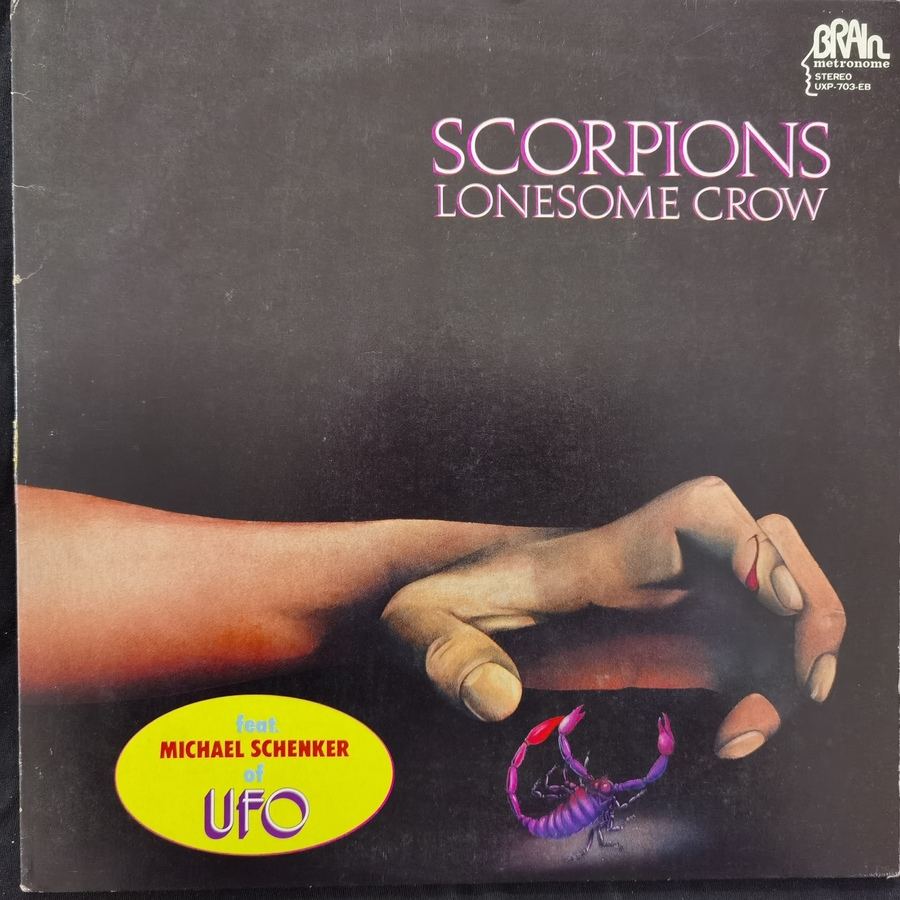 BRAIN
metronome
STEREO
UXP-703-EB
SCORPIONS
LONESOME CROW
feat.
MICHAEL SCHENKER
of
UFO